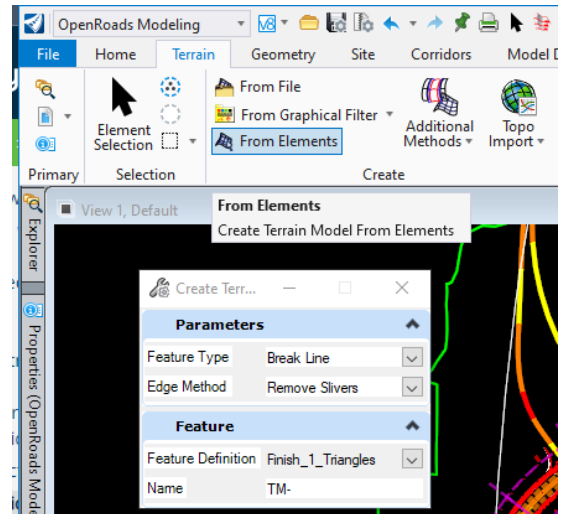 OpenRoads Modeling
File Home Terrain Geometry Site Corridors Model
From File
From Graphical Filter
From Elements
Element
Selection
Additional
Methods
Topo
Import
Primary Selection Create
View 1, Default
From Elements
Create Terrain Model From Elements
Explorer
Properties (OpenRoads Mode
Create Terr...
Parameters
Feature Type Break Line
Edge Method Remove Slivers
Feature
Feature Definition Finish_1_Triangles
Name TM-